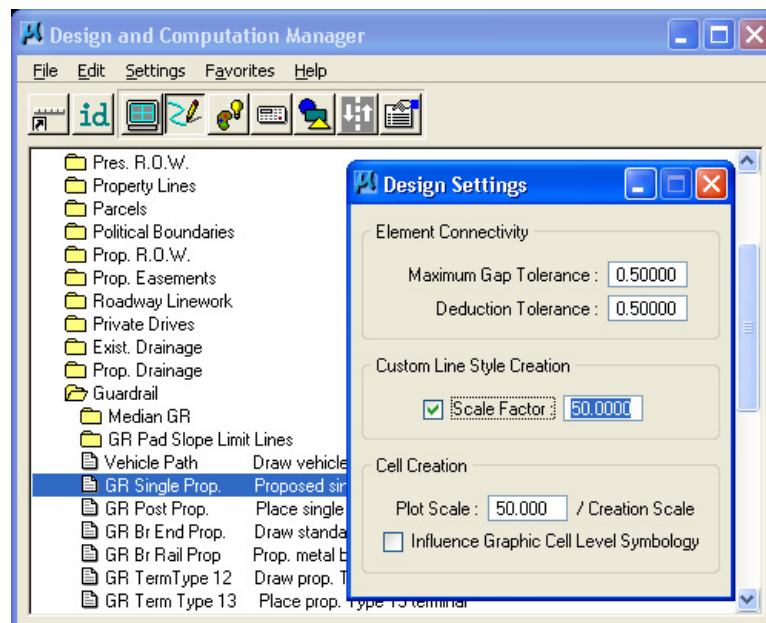 Design and Computation Manager
File Edit Settings Favorites Help
id
Pres. R.O.W.
Property Lines
Parcels
Political Boundaries
Prop. R.O.W.
Prop. Easements
Roadway Linework
Private Drives
Exist. Drainage
Prop. Drainage
Guardrail
Median GR
GR Pad Slope Limit Lines
Vehicle Path Draw vehicle
GR Single Prop. Proposed sin
GR Post Prop. Place single
GR Br End Prop. Draw standa
GR Br Rail Prop Prop. metal b
GR TermType 12 Draw prop. T
GR Term Type 13 Place prop. Type 13 terminal
Design Settings
Element Connectivity
Maximum Gap Tolerance : 0.50000
Deduction Tolerance : 0.50000
Custom Line Style Creation
Scale Factor : 50.0000
Cell Creation
Plot Scale : 50.000 / Creation Scale
Influence Graphic Cell Level Symbology